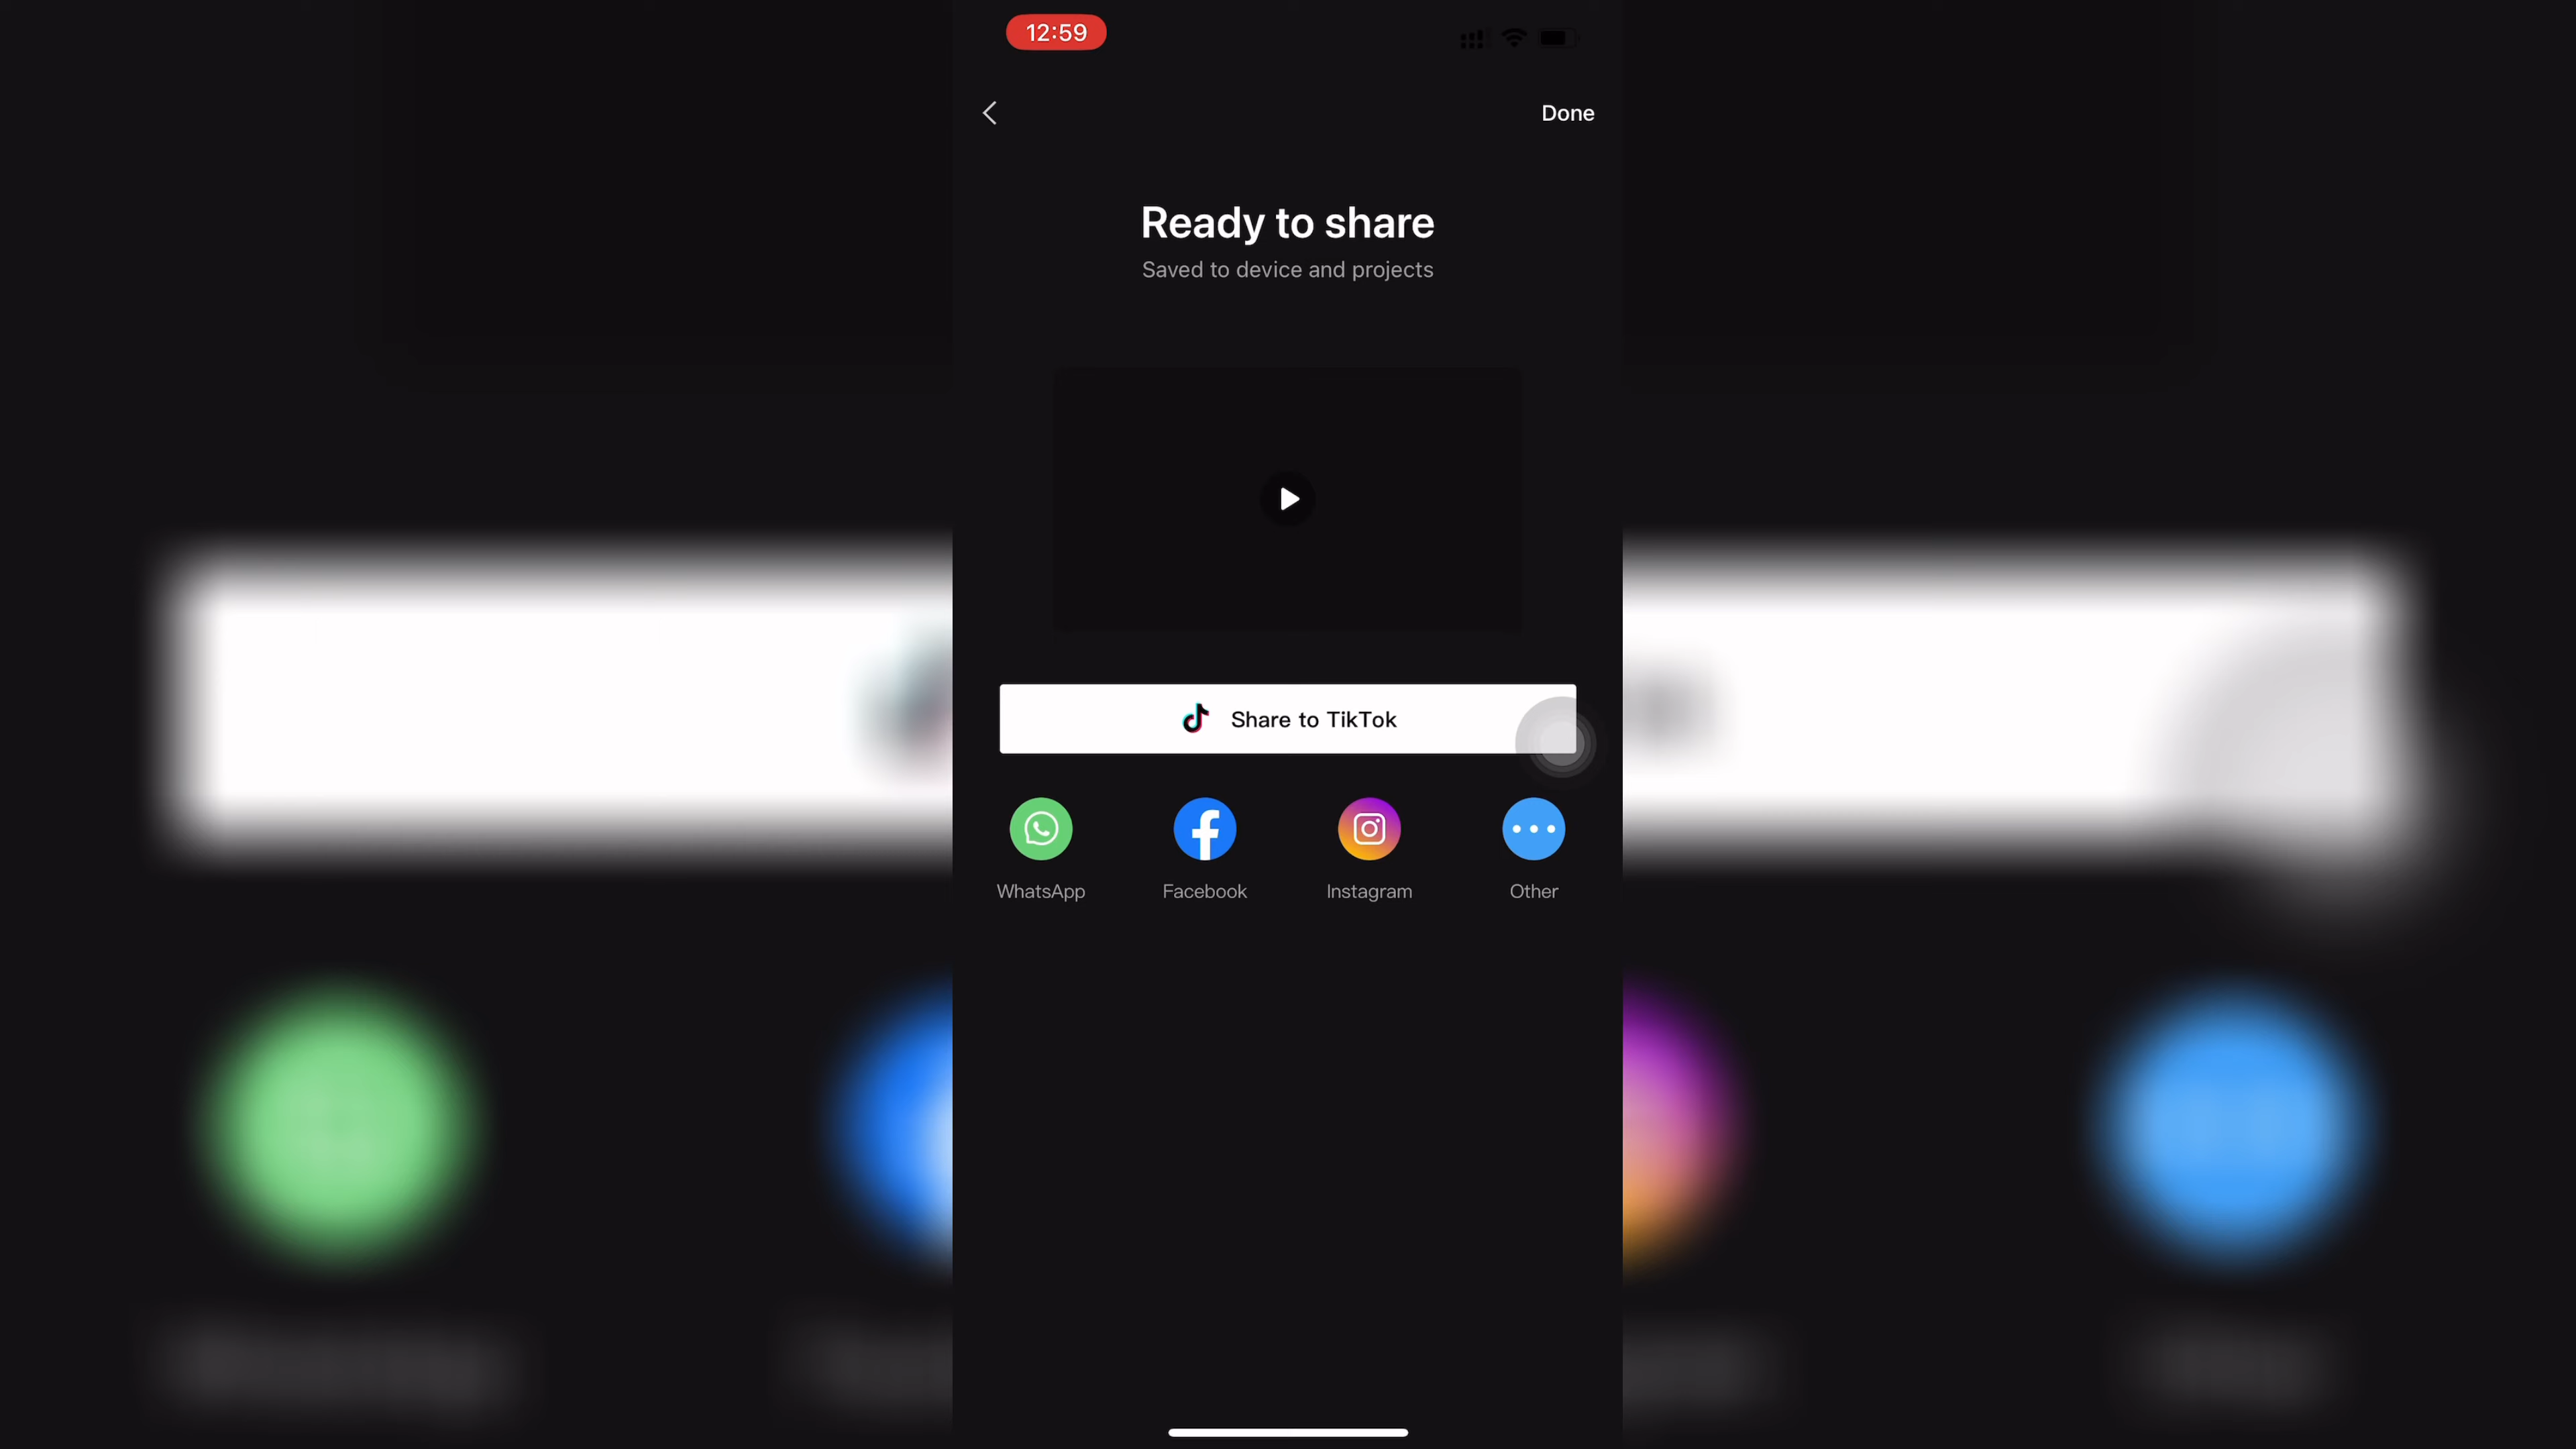 12:59
Done
Ready to share
Saved to device and projects
Share to TikTok
WhatsApp
Facebook
Instagram
Other